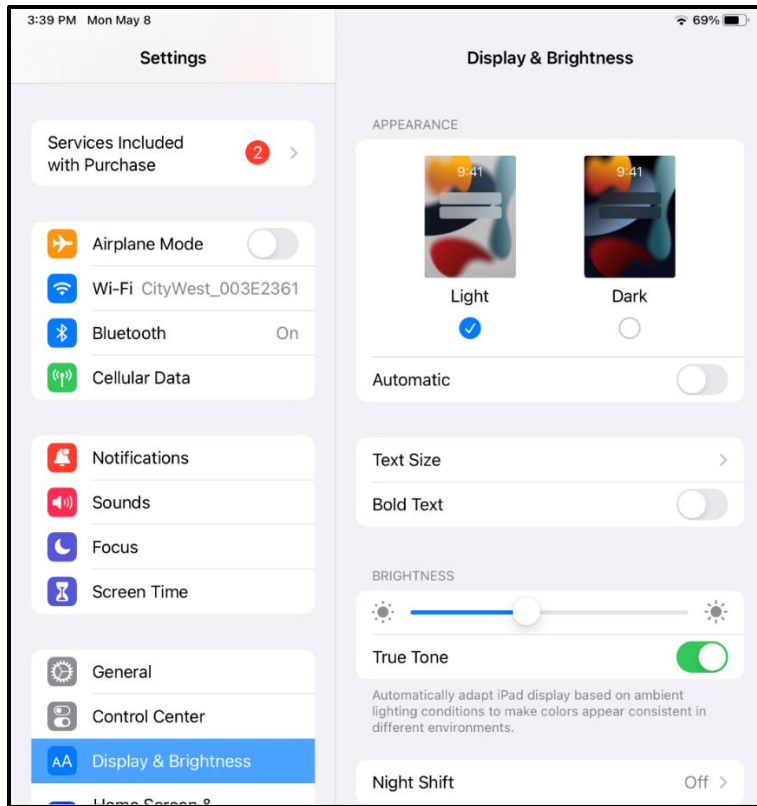 3:39 PM Mon May 8
69%
Settings
Services Included
with Purchase
2
Airplane Mode
Wi-Fi CityWest_003E2361
Bluetooth On
Cellular Data
Notifications
Sounds
Focus
Screen Time
General
Control Center
AA Display & Brightness
Home Screen &
Display & Brightness
APPEARANCE
9:41
9:41
Light
Dark
Automatic
Text Size
Bold Text
BRIGHTNESS
True Tone
Automatically adapt iPad display based on ambient
lighting conditions to make colors appear consistent in
different environments.
Night Shift Off